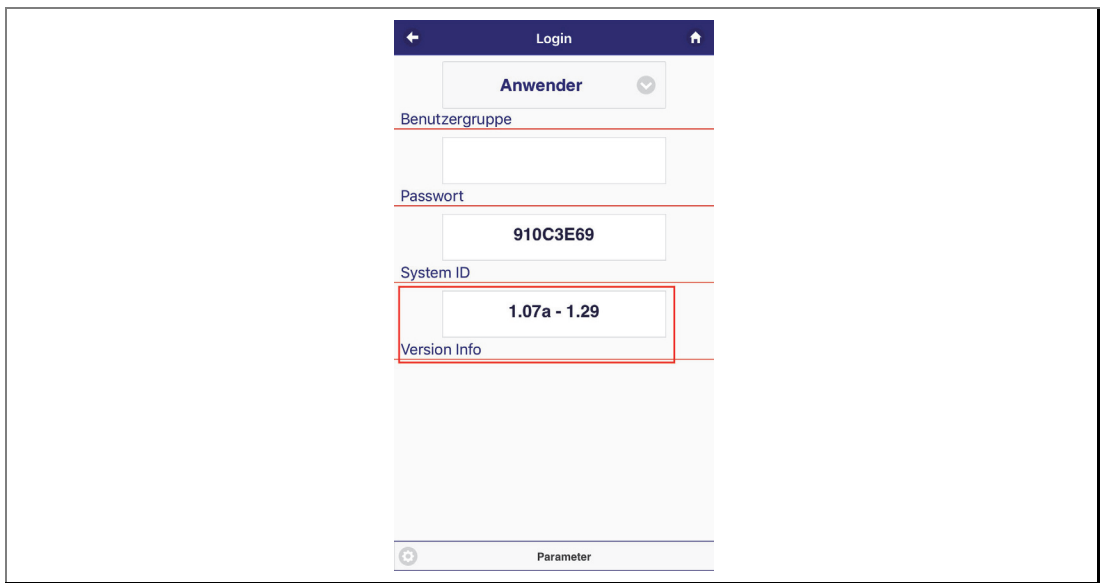 Login
Anwender
Benutzergruppe
Passwort
910C3E69
System ID
1.07a - 1.29
Version Info
Parameter